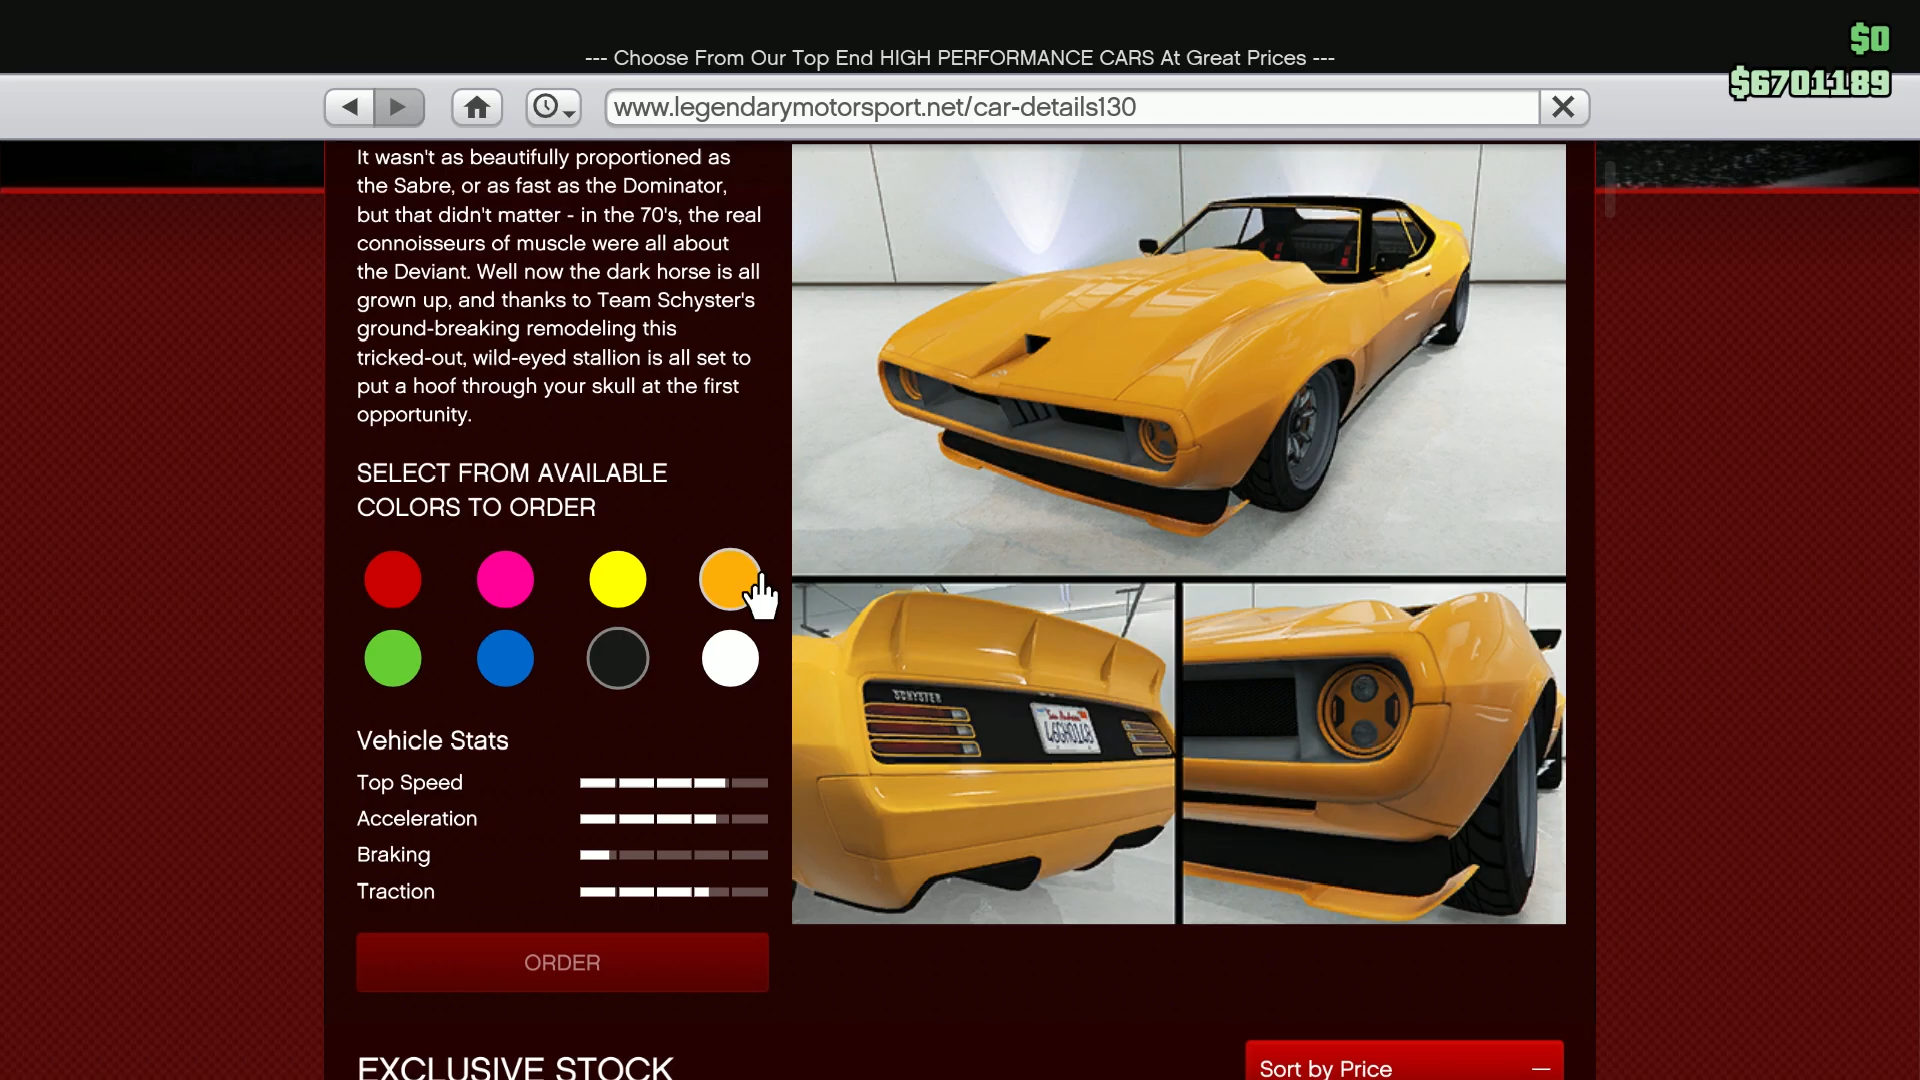 $0
--- Choose From Our Top End HIGH PERFORMANCE CARS At Great Prices ---
$6701189
www.legendarymotorsport.net/car-details130
It wasn't as beautifully proportioned as
the Sabre, or as fast as the Dominator,
but that didn't matter - in the 70's, the real
connoisseurs of muscle were all about
the Deviant. Well now the dark horse is all
grown up, and thanks to Team Schyster's
ground-breaking remodeling this
tricked-out, wild-eyed stallion is all set to
put a hoof through your skull at the first
opportunity.
SELECT FROM AVAILABLE
COLORS TO ORDER
SCHYSTER
San Andreas
Vehicle Stats
Top Speed
Acceleration
Braking
Traction
ORDER
EXCLUSIVE STOCK
Sort by Price